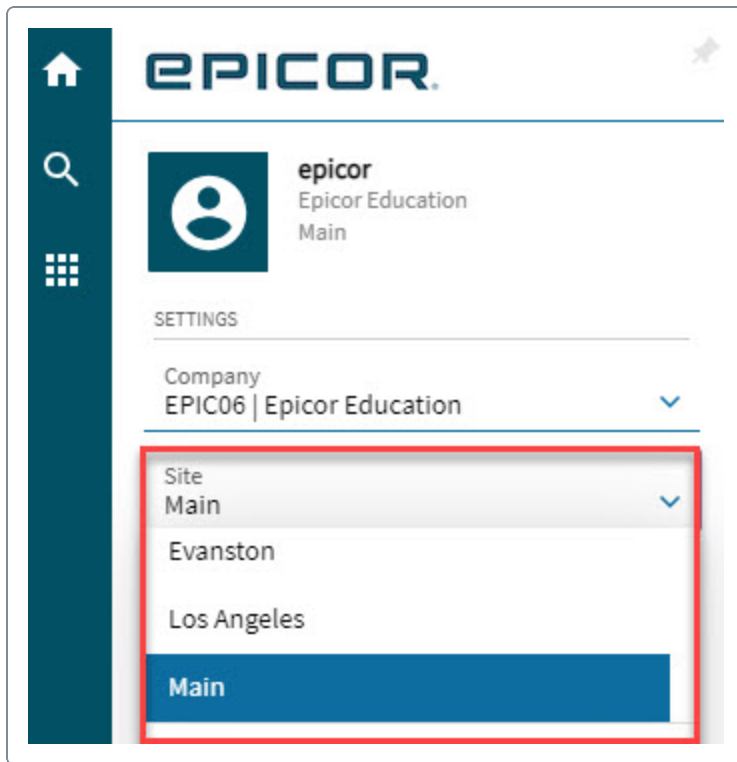 EPICOR.
epicor
Epicor Education
Main
SETTINGS
Company
EPIC06 | Epicor Education
Site
Main
Evanston
Los Angeles
Main